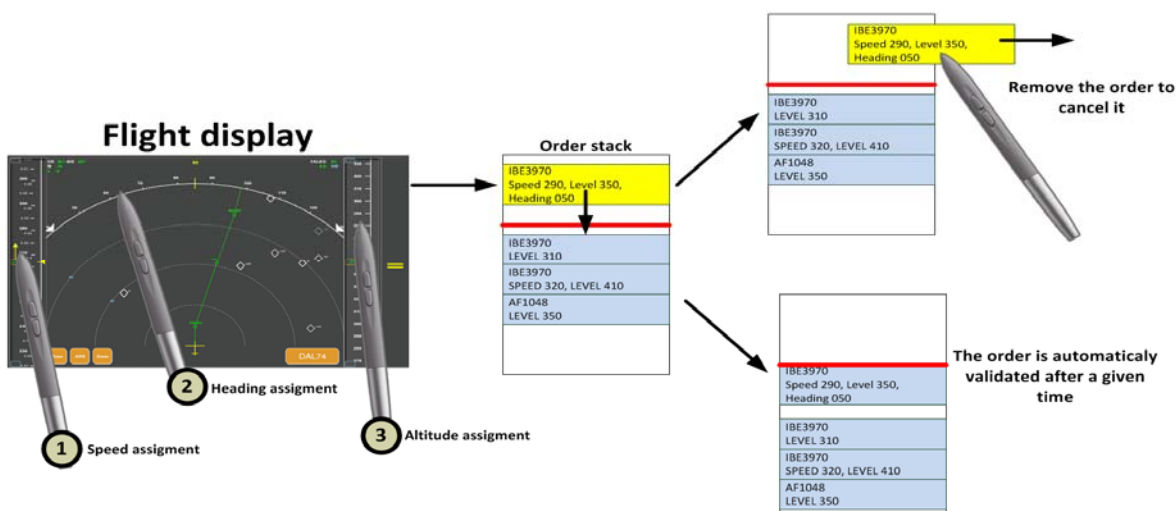 Flight display
DAL74
1
Speed assigment
2
Heading assigment
3
Altitude assigment
Order stack
IBE3970
Speed 290, Level 350,
Heading 050
IBE3970
LEVEL 310
IBE3970
SPEED 320, LEVEL 410
AF1048
LEVEL 350
IBE3970
Speed 290, Level 350,
Heading 050
IBE3970
LEVEL 310
IBE3970
SPEED 320, LEVEL 410
AF1048
LEVEL 350
Remove the order to
cancel it
IBE3970
Speed 290, Level 350,
Heading 050
IBE3970
LEVEL 310
IBE3970
SPEED 320, LEVEL 410
AF1048
LEVEL 350
The order is automaticaly
validated after a given
time